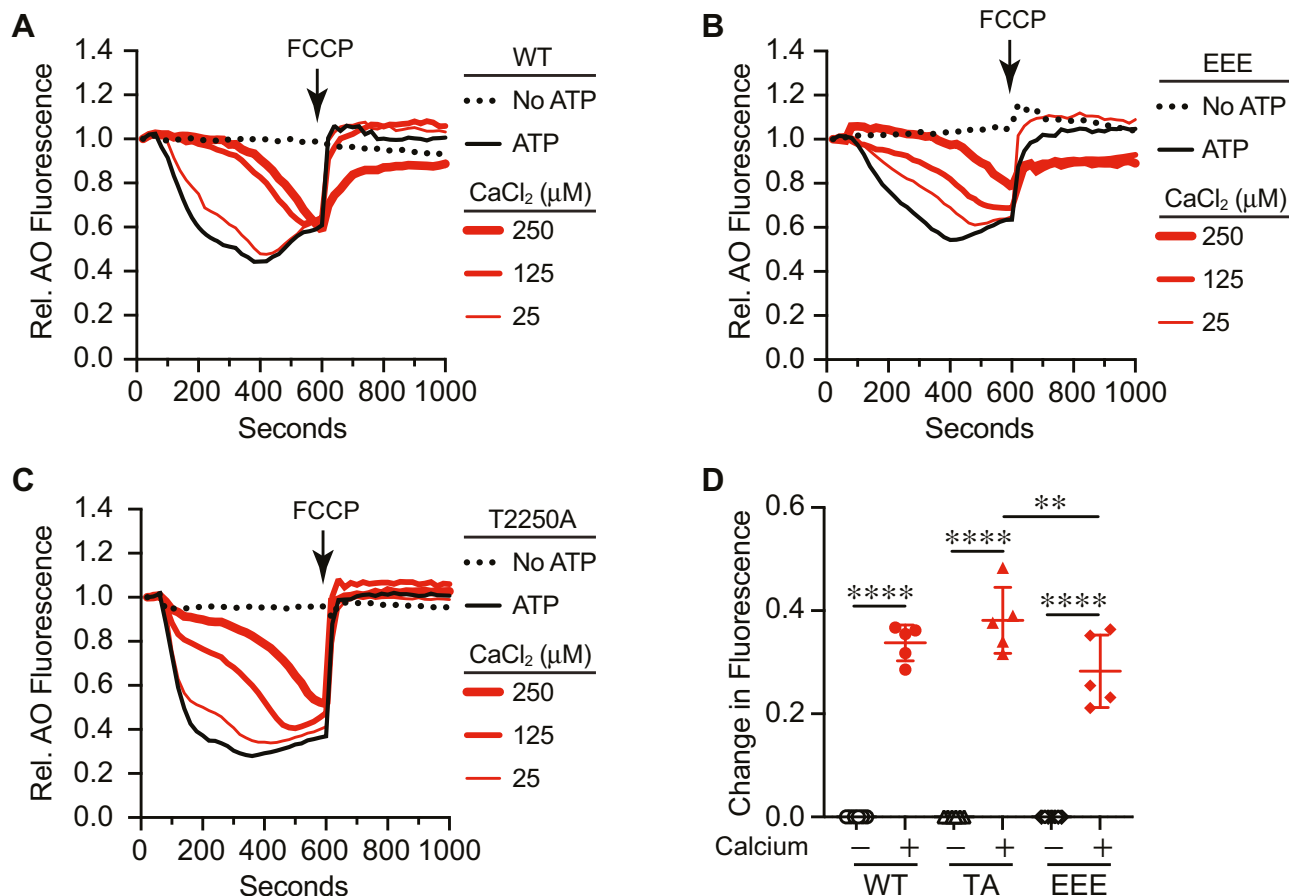 A
FCCP
WT
No ATP
ATP
CaCl₂ (μM)
250
125
25
1.4
1.2
1.0
0.8
0.6
0.4
0.2
0.0
Rel. AO Fluorescence
0 200 400 600 800 1000
Seconds
B
FCCP
EEE
No ATP
ATP
CaCl₂ (μM)
250
125
25
1.4
1.2
1.0
0.8
0.6
0.4
0.2
0.0
Rel. AO Fluorescence
0 200 400 600 800 1000
Seconds
C
FCCP
T2250A
No ATP
ATP
CaCl₂ (μM)
250
125
25
1.4
1.2
1.0
0.8
0.6
0.4
0.2
0.0
Rel. AO Fluorescence
0 200 400 600 800 1000
Seconds
D
0.6
0.4
0.2
0.0
Change in Fluorescence
**
****
****
****
Calcium − + − + − +
WT TA EEE